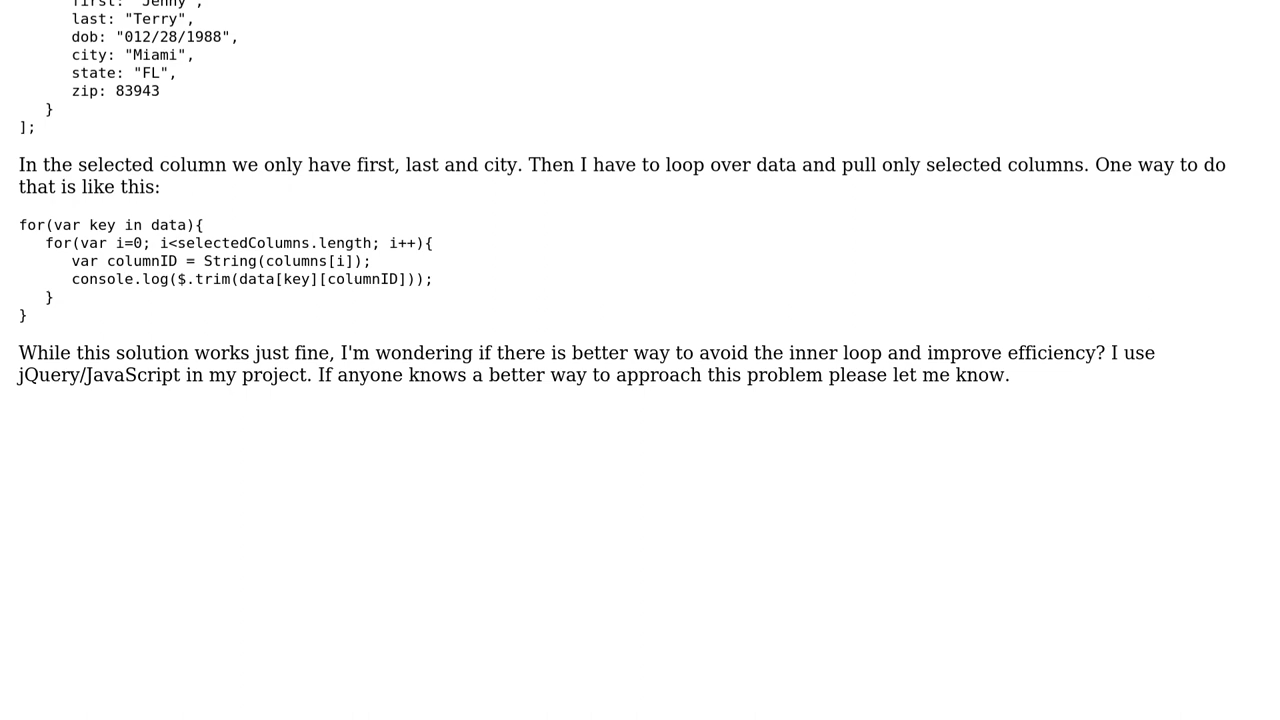 first: "Jenny",
last: "Terry",
dob: "012/28/1988",
city: "Miami",
state: "FL",
zip: 83943
}
];
In the selected column we only have first, last and city. Then I have to loop over data and pull only selected columns. One way to do
that is like this:
for(var key in data){
for(var i=0; i<selectedColumns.length; i++){
var columnID = String(columns[i]);
console.log($.trim(data[key][columnID]));
}
}
While this solution works just fine, I'm wondering if there is better way to avoid the inner loop and improve efficiency? I use
jQuery/JavaScript in my project. If anyone knows a better way to approach this problem please let me know.